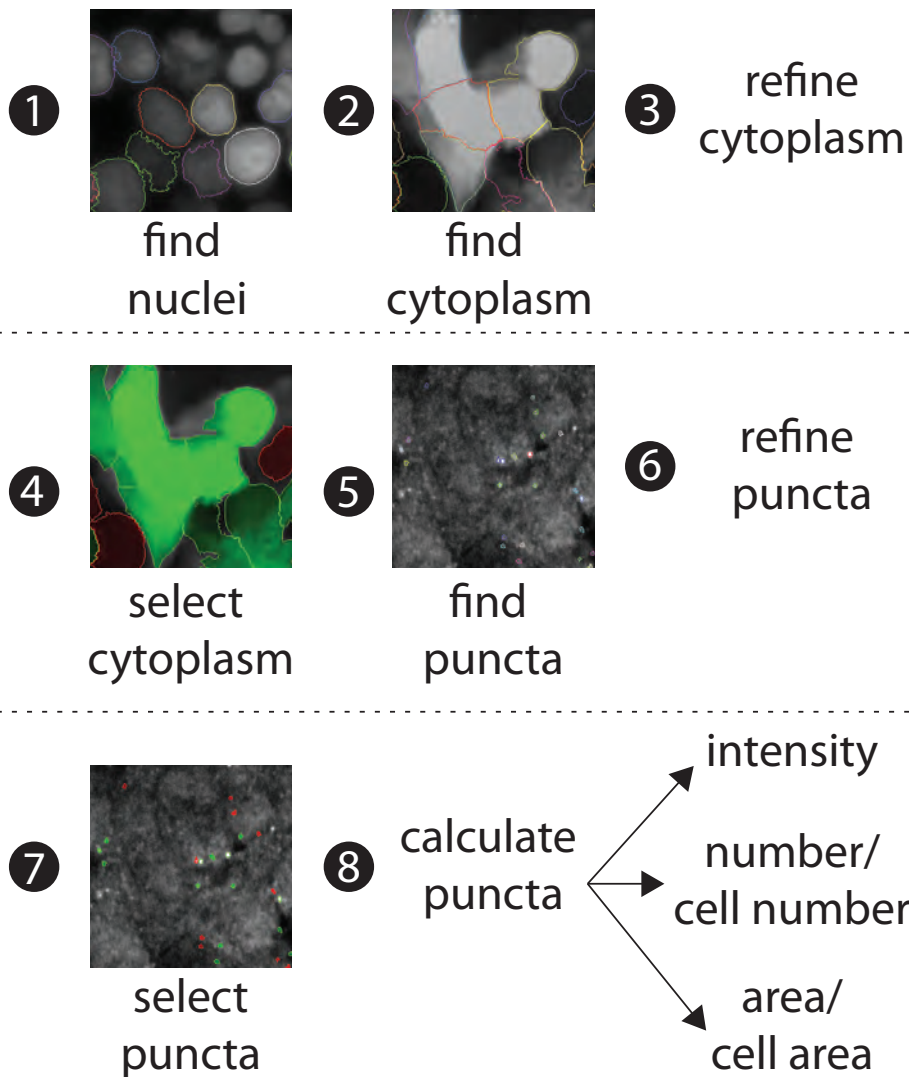 1
find
nuclei
2
find
cytoplasm
3
refine
cytoplasm
4
select
cytoplasm
5
find
puncta
6
refine
puncta
7
select
puncta
8
calculate
puncta
intensity
number/
cell number
area/
cell area